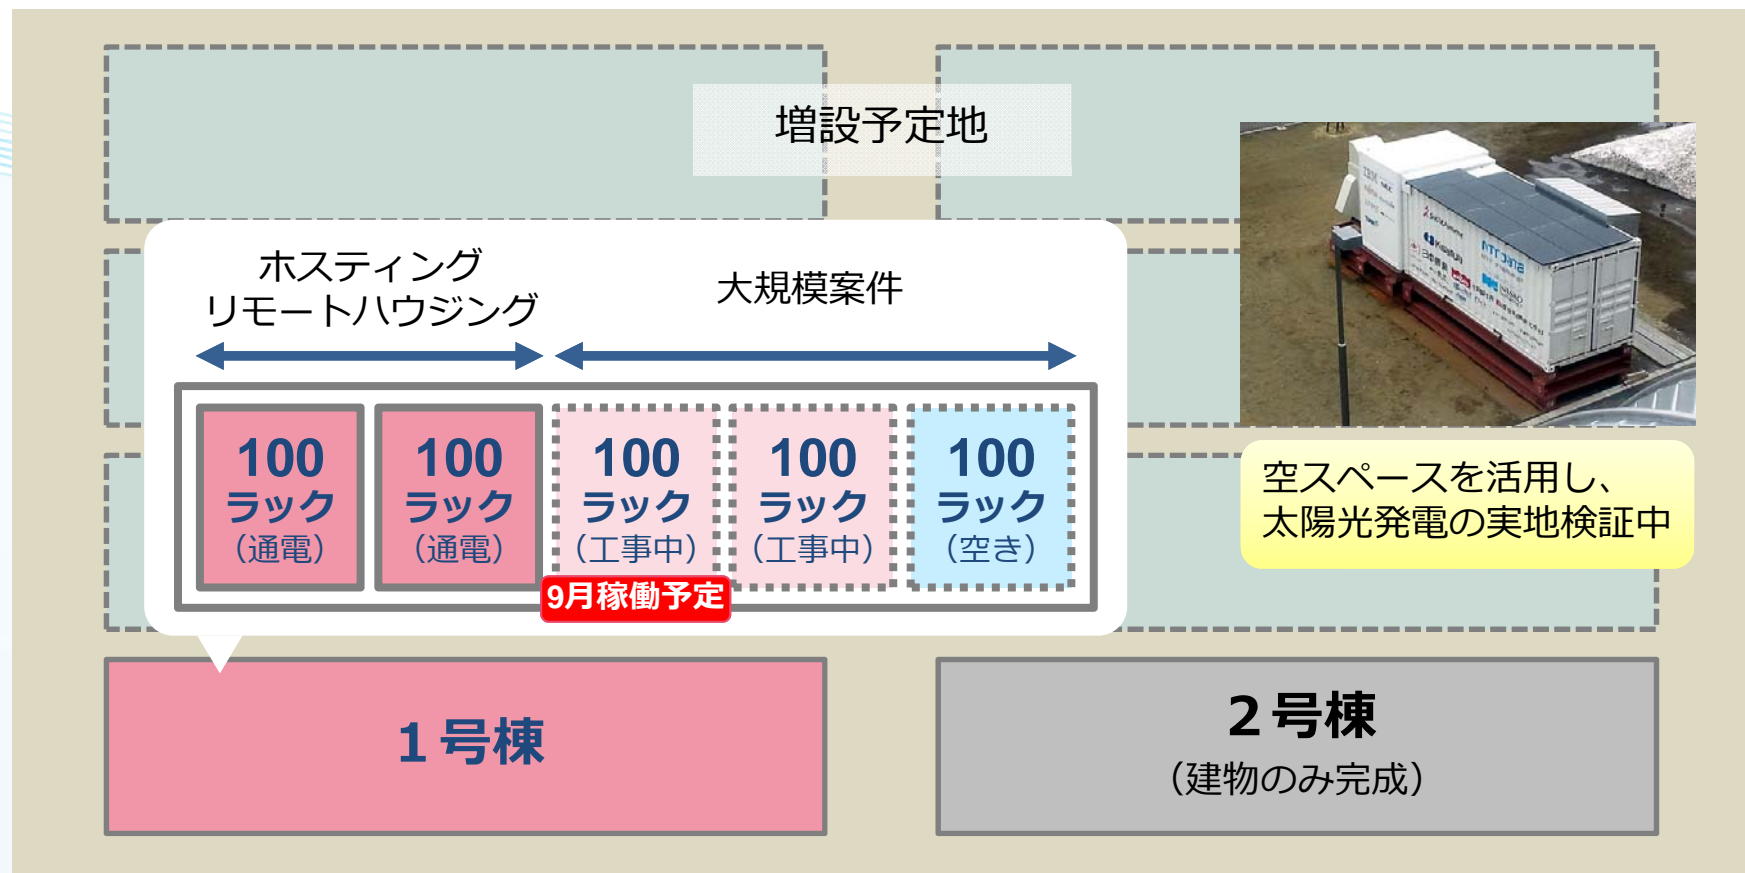 増設予定地
ホスティング
リモートハウジング
大規模案件
100
ラック
（通電）
100
ラック
（通電）
100
ラック
（工事中）
100
ラック
（工事中）
100
ラック
（空き）
9月稼働予定
NTT DATA
空スペースを活用し、
太陽光発電の実地検証中
１号棟
２号棟
（建物のみ完成）